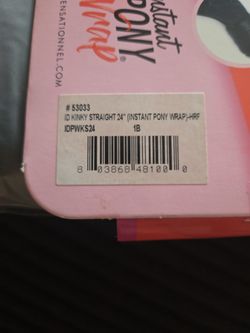 instant
PONY
Wrap
ENSATIONNEL.COM
# 53033
ID KINKY STRAIGHT 24" (INSTANT PONY WRAP)-HRF
IDPWKS24 1B
8 03868 48100 0